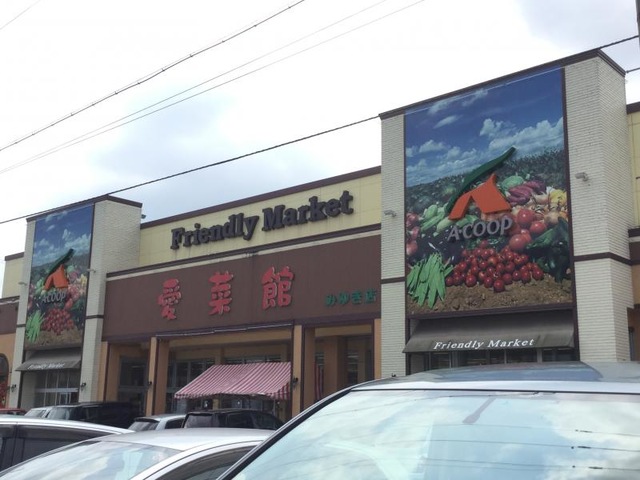 Friendly Market
愛菜館
みゆき店
A・COOP
Friendly Market
A・COOP